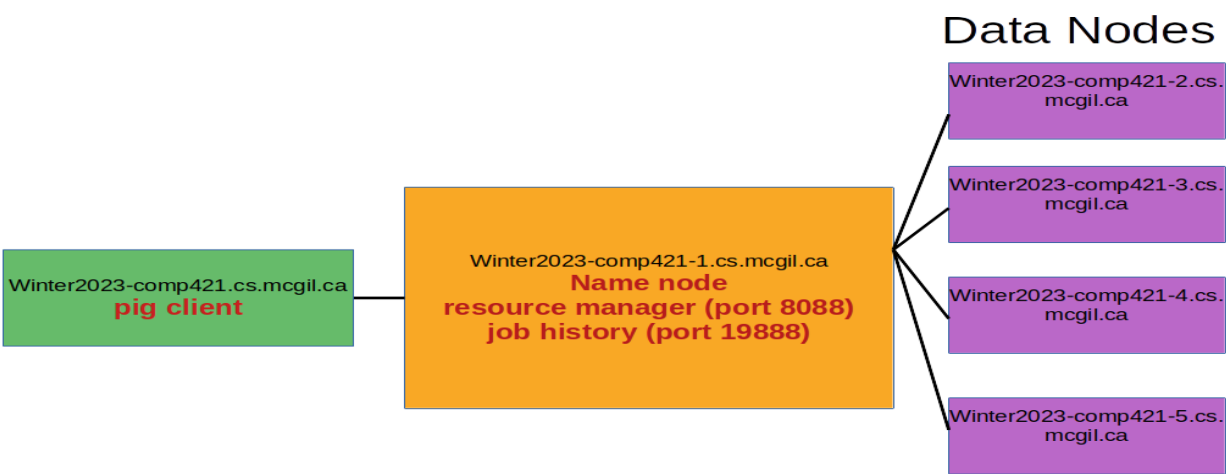 Data Nodes
Winter2023-comp421-2.cs.
mcgil.ca
Winter2023-comp421-3.cs.
mcgil.ca
Winter2023-comp421.cs.mcgil.ca
pig client
Winter2023-comp421-1.cs.mcgil.ca
Name node
resource manager (port 8088)
job history (port 19888)
Winter2023-comp421-4.cs.
mcgil.ca
Winter2023-comp421-5.cs.
mcgil.ca